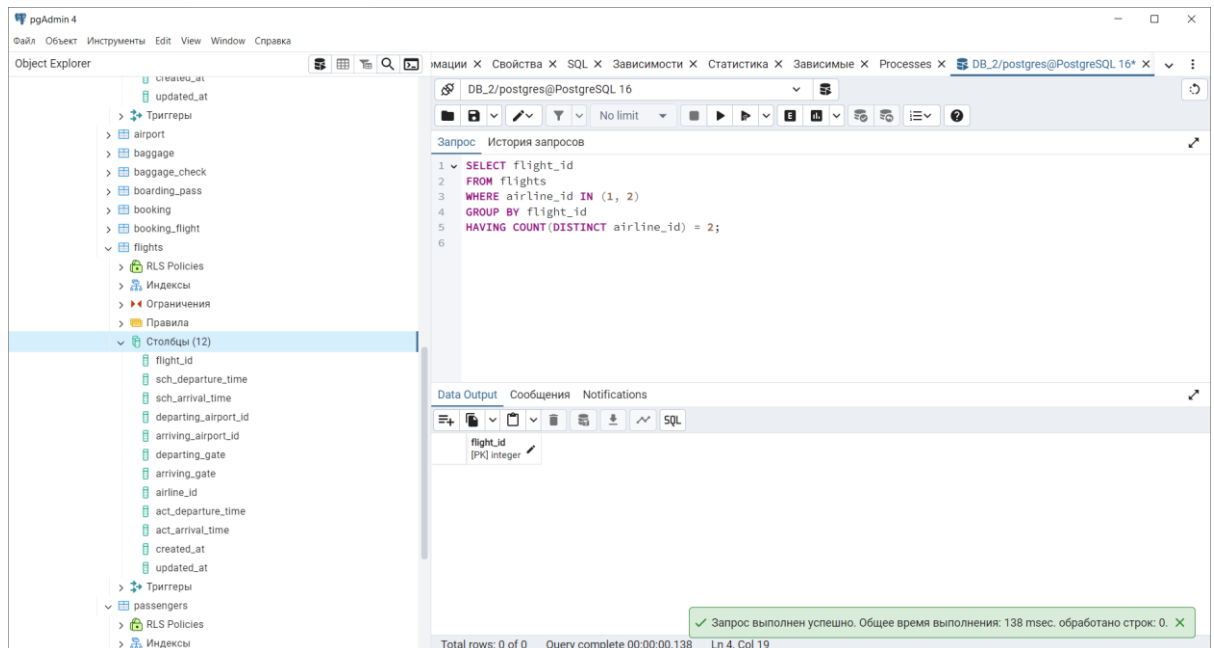 pgAdmin 4
Файл Объект Инструменты Edit View Window Справка
Object Explorer
рмации Свойства SQL Зависимости Статистика Зависимые Processes DB_2/postgres@PostgreSQL 16*
created_at
updated_at
Триггеры
airport
baggage
baggage_check
boarding_pass
booking
booking_flight
flights
RLS Policies
Индексы
Ограничения
Правила
Столбцы (12)
flight_id
sch_departure_time
sch_arrival_time
departing_airport_id
arriving_airport_id
departing_gate
arriving_gate
airline_id
act_departure_time
act_arrival_time
created_at
updated_at
Триггеры
passengers
RLS Policies
Индексы
DB_2/postgres@PostgreSQL 16
No limit
E
Запрос История запросов
1 SELECT flight_id
2 FROM flights
3 WHERE airline_id IN (1, 2)
4 GROUP BY flight_id
5 HAVING COUNT(DISTINCT airline_id) = 2;
6
Data Output Сообщения Notifications
SQL
flight_id
[PK] integer
Запрос выполнен успешно. Общее время выполнения: 138 msec. обработано строк: 0.
Total rows: 0 of 0 Query complete 00:00:00.138 Ln 4, Col 19